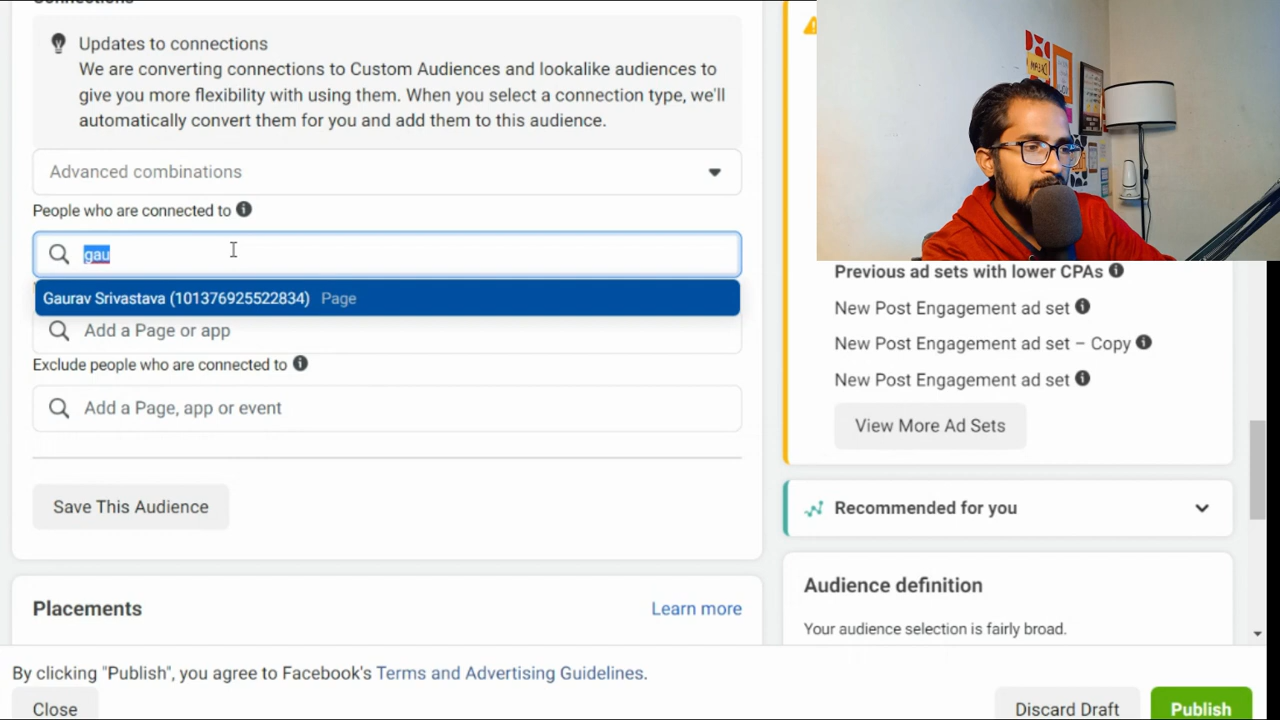 Connections
Updates to connections
We are converting connections to Custom Audiences and lookalike audiences to
give you more flexibility with using them. When you select a connection type, we'll
automatically convert them for you and add them to this audience.
Advanced combinations
People who are connected to
gau
Gaurav Srivastava (101376925522834) Page
Add a Page or app
Exclude people who are connected to
Add a Page, app or event
Save This Audience
Placements
Learn more
Previous ad sets with lower CPAs
New Post Engagement ad set
New Post Engagement ad set – Copy
New Post Engagement ad set
View More Ad Sets
Recommended for you
Audience definition
Your audience selection is fairly broad.
By clicking "Publish", you agree to Facebook's Terms and Advertising Guidelines.
Close
Discard Draft
Publish